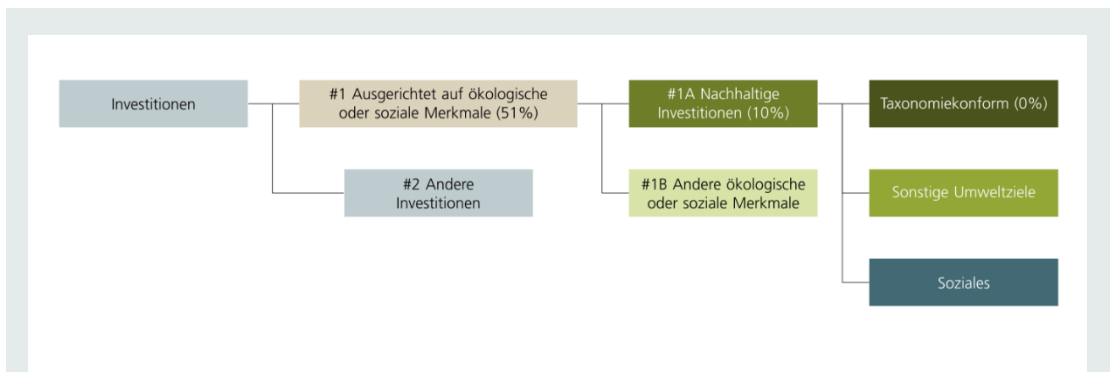 Investitionen
#1 Ausgerichtet auf ökologische
oder soziale Merkmale (51%)
#1A Nachhaltige
Investitionen (10%)
Taxonomiekonform (0%)
#2 Andere
Investitionen
#1B Andere ökologische
oder soziale Merkmale
Sonstige Umweltziele
Soziales